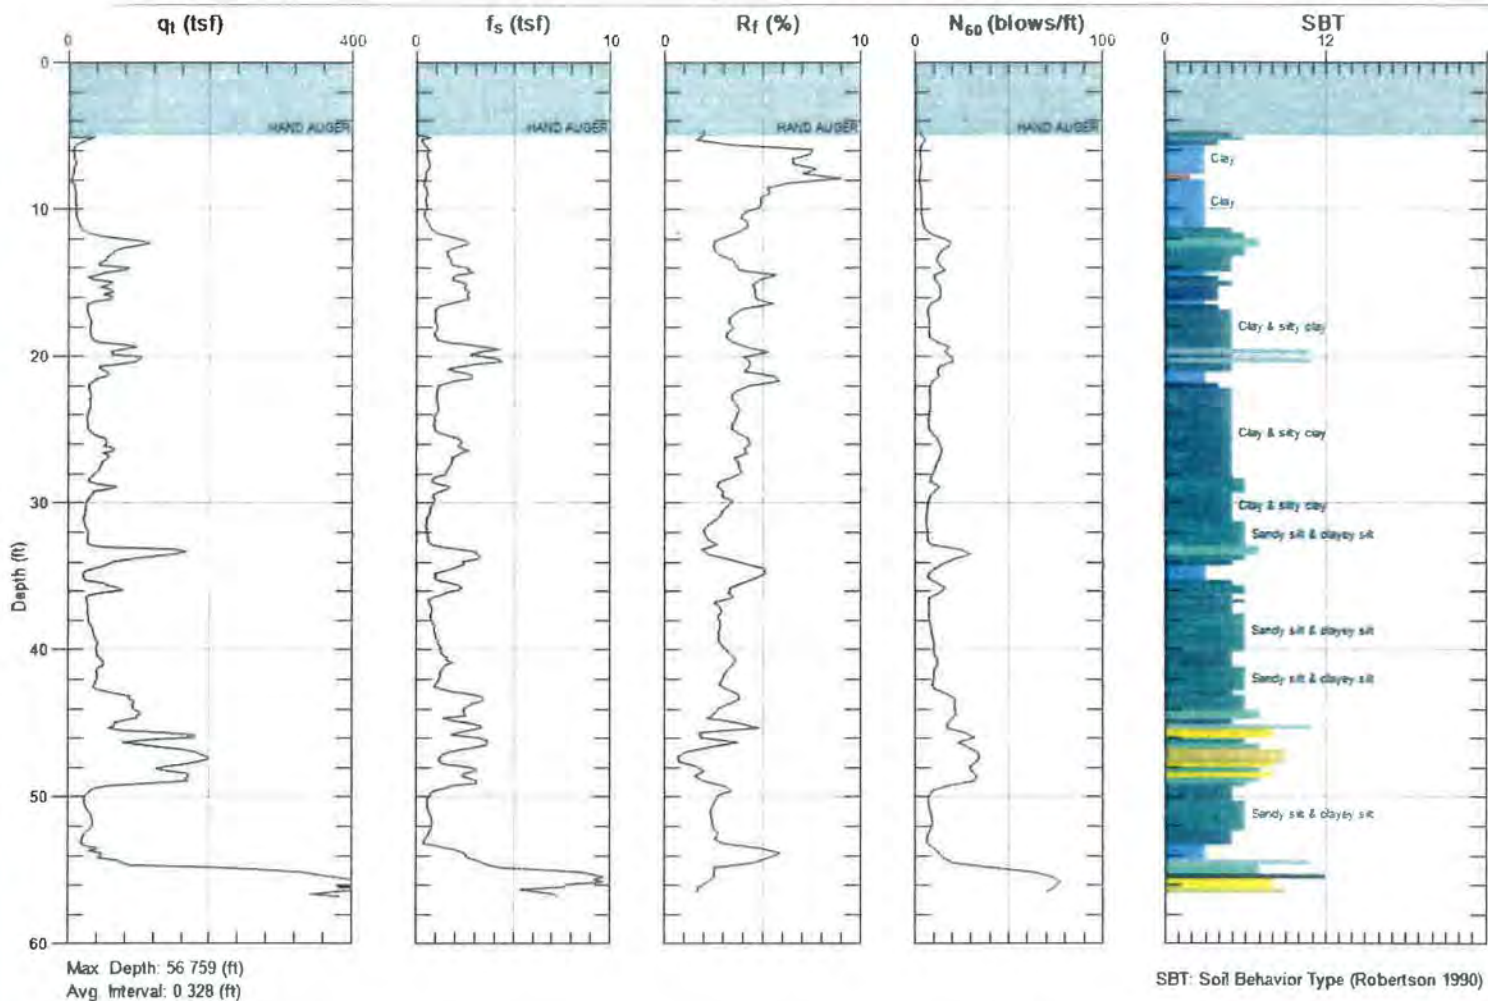 qt (tsf)
fs (tsf)
Rf (%)
N60 (blows/ft)
SBT
0 400
0 10
0 10
0 100
0 12
0
HAND AUGER
HAND AUGER
HAND AUGER
Clay
Clay
10
Clay & silty clay
20
Clay & silty clay
30
Clay & silty clay
Sandy silt & clayey silt
Depth (ft)
Sandy silt & clayey silt
40
Sandy silt & clayey silt
50
Sandy silt & clayey silt
60
Max. Depth: 56 759 (ft)
Avg. Interval: 0 328 (ft)
SBT: Soil Behavior Type (Robertson 1990)